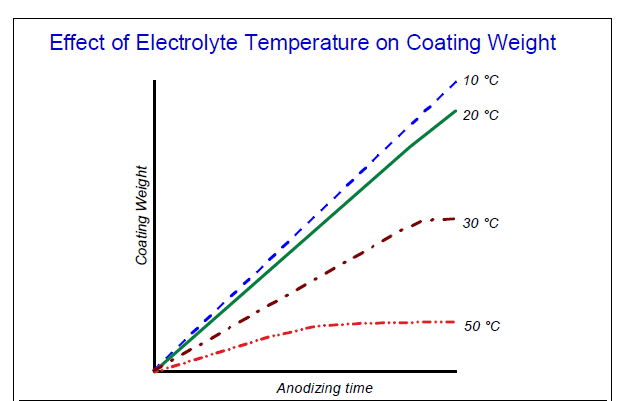 Effect of Electrolyte Temperature on Coating Weight
10 °C
20 °C
Coating Weight
30 °C
50 °C
Anodizing time